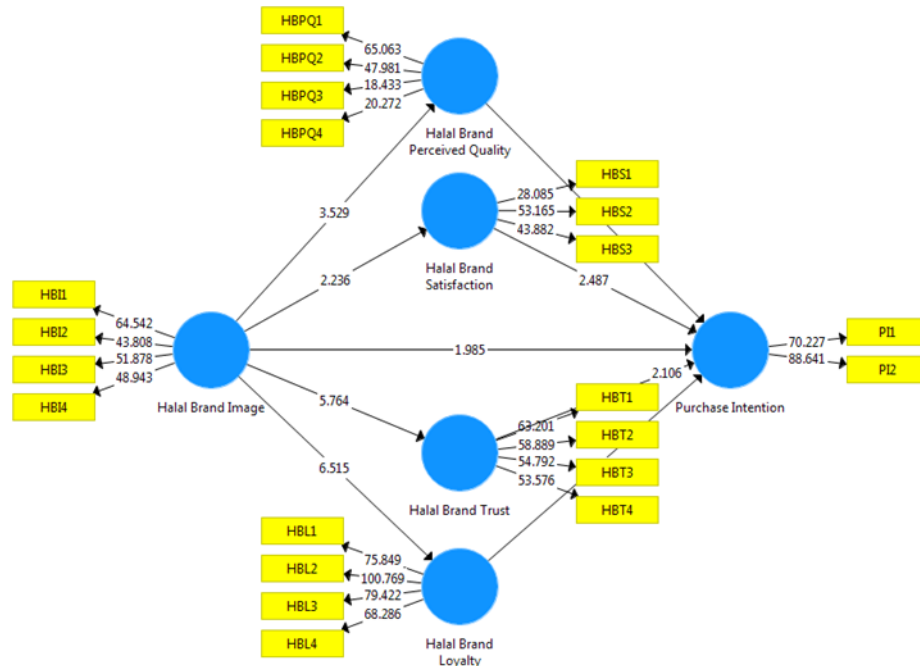 HBPQ1
HBPQ2
HBPQ3
HBPQ4
65.063
47.981
18.433
20.272
Halal Brand
Perceived Quality
HBS1
HBS2
HBS3
28.085
53.165
43.882
Halal Brand
Satisfaction
3.529
2.236
2.487
HBI1
HBI2
HBI3
HBI4
64.542
43.808
51.878
48.943
Halal Brand Image
1.985
2.106
PI1
PI2
70.227
88.641
Purchase Intention
5.764
6.515
HBT1
HBT2
HBT3
HBT4
63.201
58.889
54.792
53.576
Halal Brand Trust
HBL1
HBL2
HBL3
HBL4
75.849
100.769
79.422
68.286
Halal Brand
Loyalty